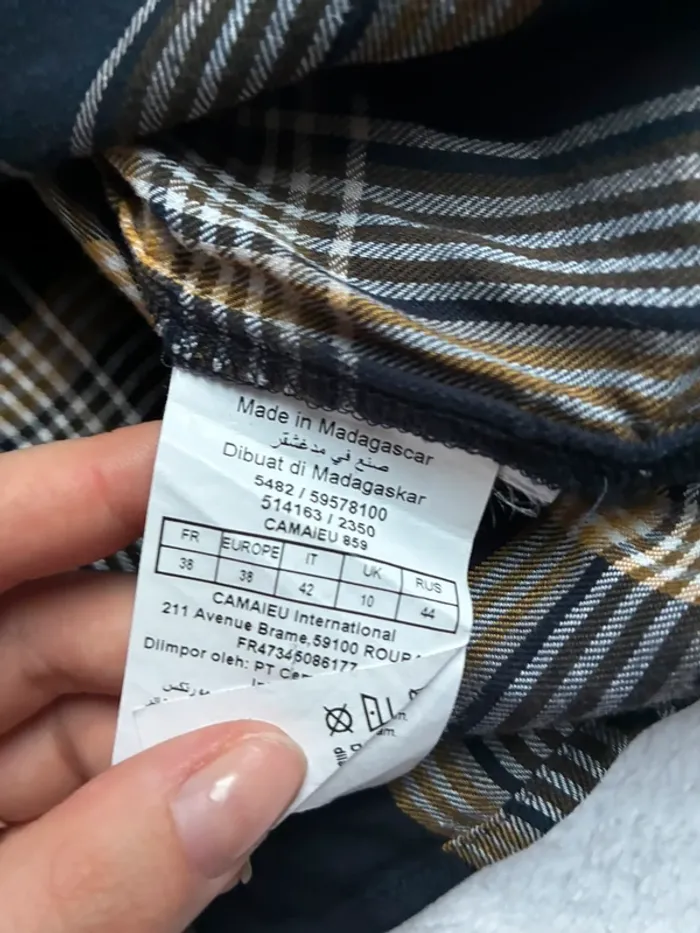 Made in Madagascar
صنع في مدغشقر
Dibuat di Madagaskar
5482 / 59578100
514163 / 2350
CAMAIEU 859
FR EUROPE IT UK RUS
38 38 42 10 44
CAMAIEU International
211 Avenue Brame,59100
FR47345086177
Diimpor oleh: PT